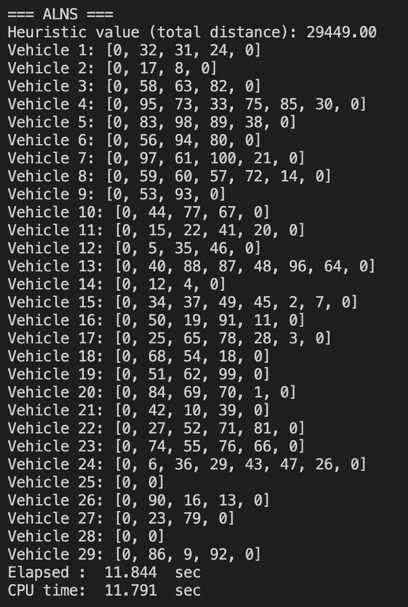 === ALNS ===
Heuristic value (total distance): 29449.00
Vehicle 1: [0, 32, 31, 24, 0]
Vehicle 2: [0, 17, 8, 0]
Vehicle 3: [0, 58, 63, 82, 0]
Vehicle 4: [0, 95, 73, 33, 75, 85, 30, 0]
Vehicle 5: [0, 83, 98, 89, 38, 0]
Vehicle 6: [0, 56, 94, 80, 0]
Vehicle 7: [0, 97, 61, 100, 21, 0]
Vehicle 8: [0, 59, 60, 57, 72, 14, 0]
Vehicle 9: [0, 53, 93, 0]
Vehicle 10: [0, 44, 77, 67, 0]
Vehicle 11: [0, 15, 22, 41, 20, 0]
Vehicle 12: [0, 5, 35, 46, 0]
Vehicle 13: [0, 40, 88, 87, 48, 96, 64, 0]
Vehicle 14: [0, 12, 4, 0]
Vehicle 15: [0, 34, 37, 49, 45, 2, 7, 0]
Vehicle 16: [0, 50, 19, 91, 11, 0]
Vehicle 17: [0, 25, 65, 78, 28, 3, 0]
Vehicle 18: [0, 68, 54, 18, 0]
Vehicle 19: [0, 51, 62, 99, 0]
Vehicle 20: [0, 84, 69, 70, 1, 0]
Vehicle 21: [0, 42, 10, 39, 0]
Vehicle 22: [0, 27, 52, 71, 81, 0]
Vehicle 23: [0, 74, 55, 76, 66, 0]
Vehicle 24: [0, 6, 36, 29, 43, 47, 26, 0]
Vehicle 25: [0, 0]
Vehicle 26: [0, 90, 16, 13, 0]
Vehicle 27: [0, 23, 79, 0]
Vehicle 28: [0, 0]
Vehicle 29: [0, 86, 9, 92, 0]
Elapsed :  11.844  sec
CPU time:  11.791  sec